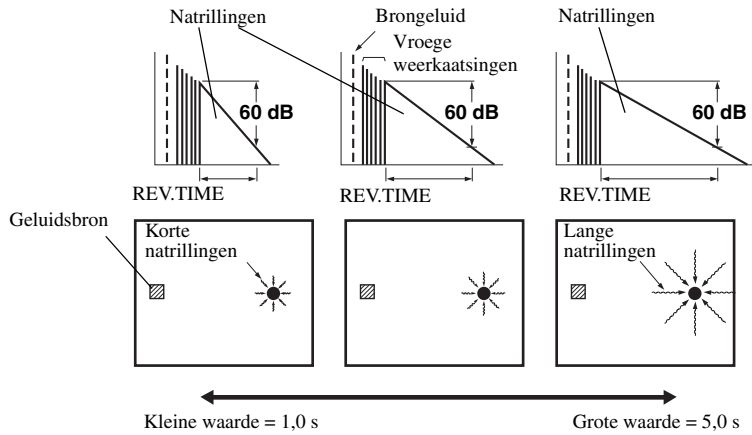 Natrillingen
Brongeluid
Natrillingen
Vroege
weerkaatsingen
60 dB
60 dB
60 dB
REV.TIME
REV.TIME
REV.TIME
Geluidsbron
Korte
natrillingen
Lange
natrillingen
Kleine waarde = 1,0 s
Grote waarde = 5,0 s